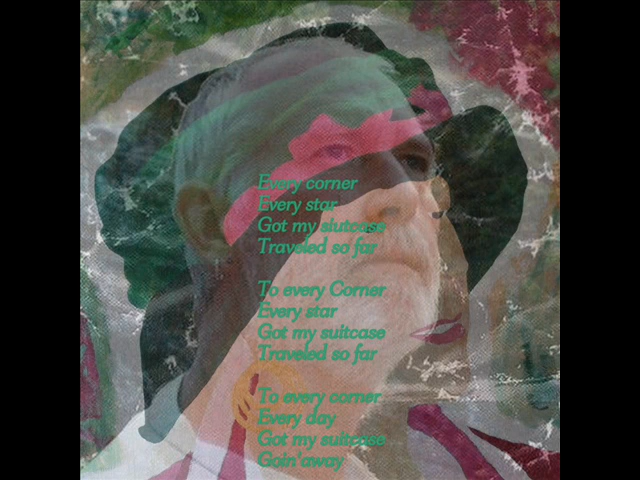 Every corner
Every star
Got my siutcase
Traveled so far
To every Corner
Every star
Got my suitcase
Traveled so far
To every corner
Every day
Got my suitcase
Goin'away